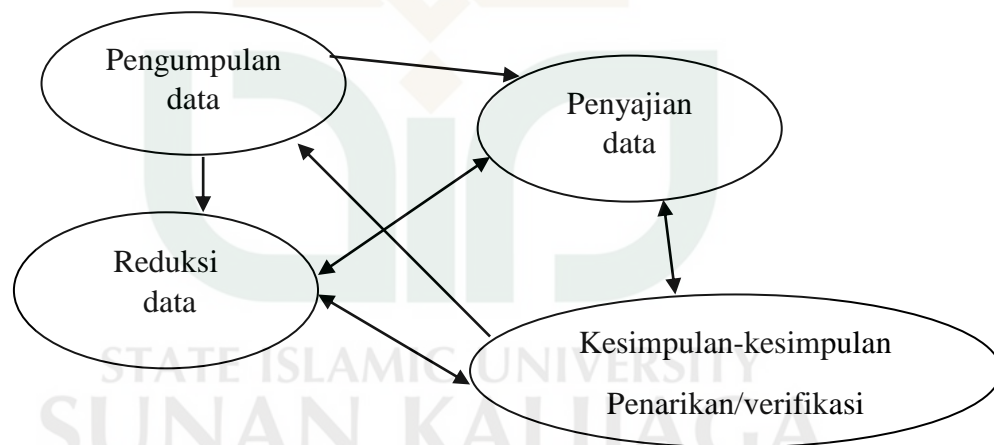 Pengumpulan
data
Penyajian
data
Reduksi
data
Kesimpulan-kesimpulan
Penarikan/verifikasi
STATE ISLAMIC UNIVERSITY
SUNAN KALIJAGA